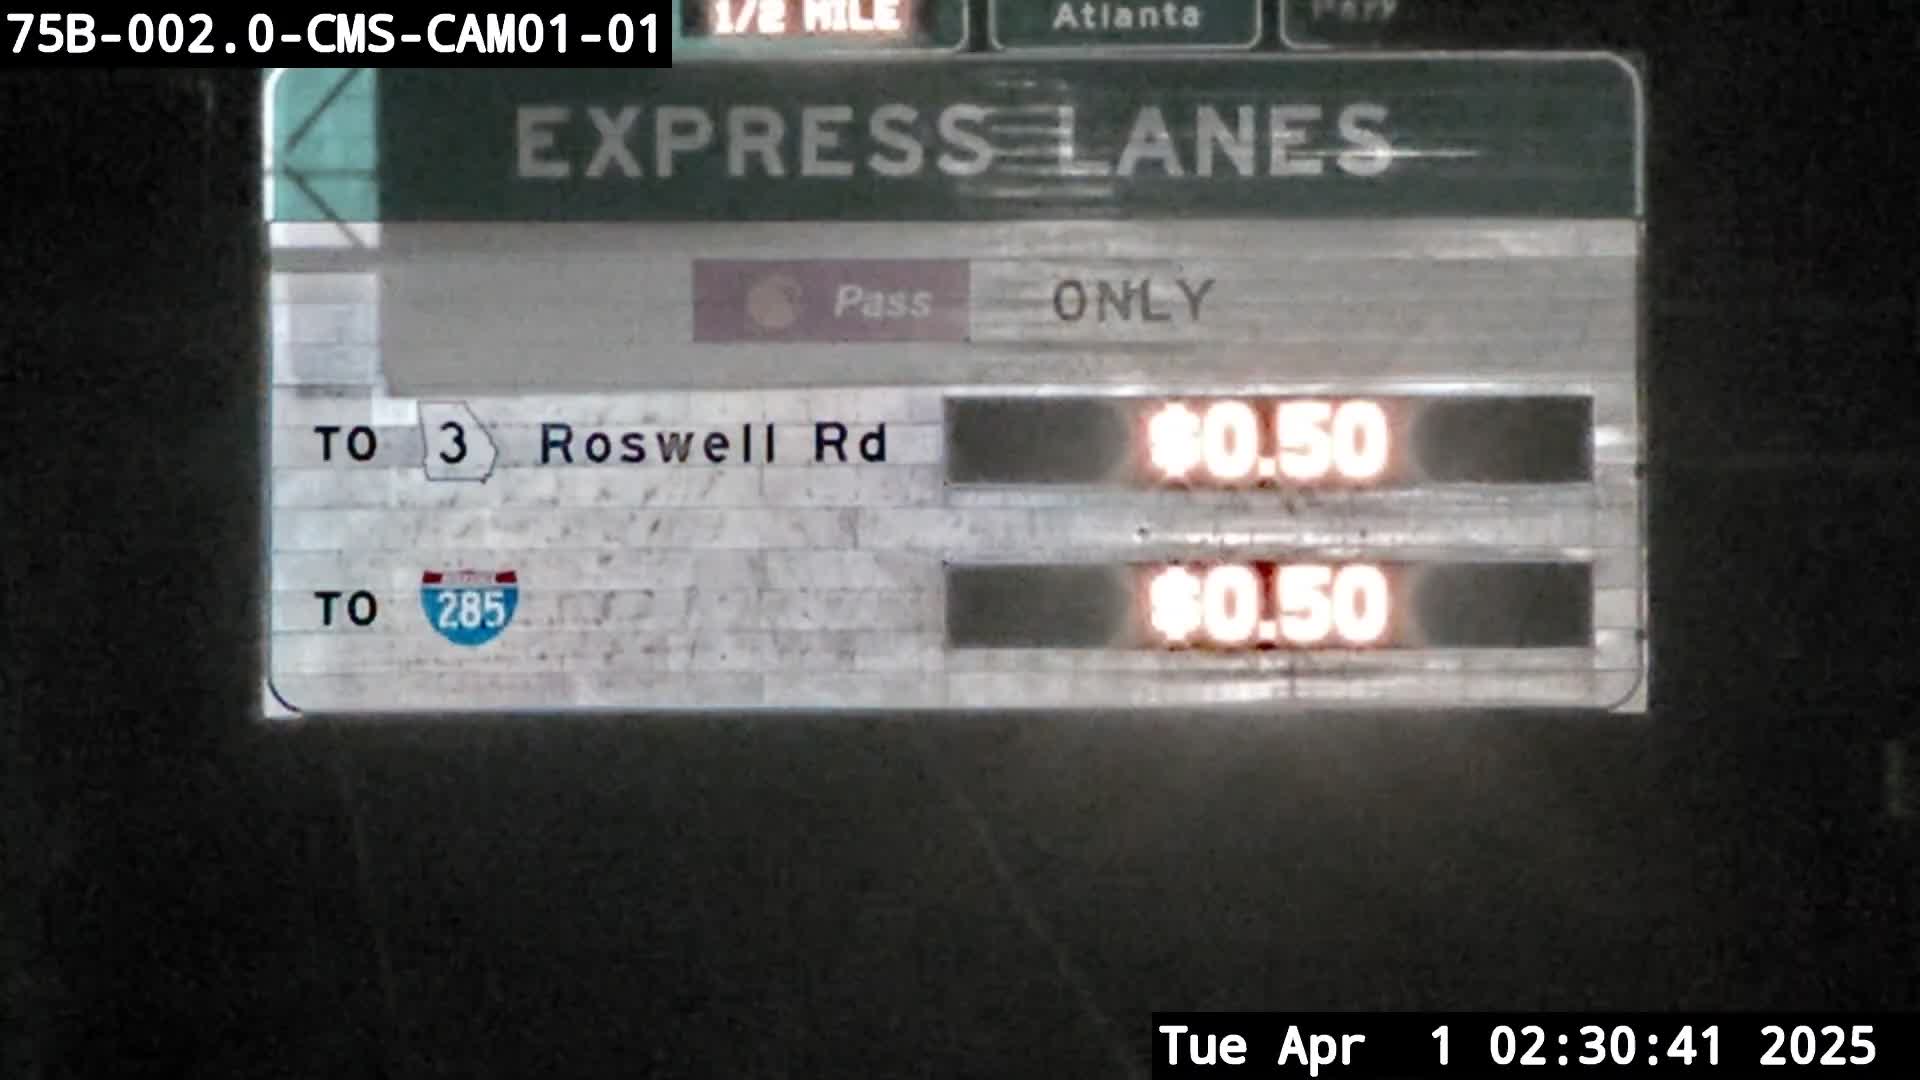 75B-002.0-CMS-CAM01-01
1/2 MILE
Atlanta
EXPRESS LANES
Pass ONLY
TO 3 Roswell Rd $0.50
TO 285 $0.50
Tue Apr 1 02:30:41 2025